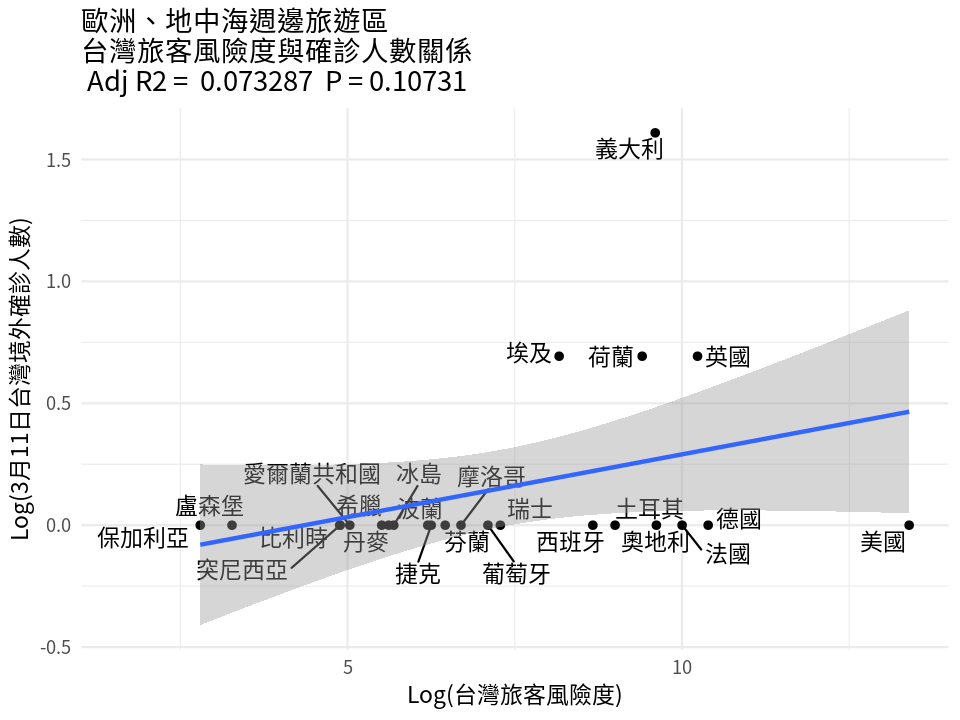 歐洲、地中海週邊旅遊區
台灣旅客風險度與確診人數關係
Adj R2 = 0.073287 P = 0.10731
Log(3月11日台灣境外確診人數)
1.5
1.0
0.5
0.0
-0.5
義大利
埃及
荷蘭
英國
愛爾蘭共和國
冰島
摩洛哥
盧森堡
希臘
波蘭
瑞士
土耳其
德國
保加利亞
比利時
丹麥
芬蘭
西班牙
奧地利
法國
美國
突尼西亞
捷克
葡萄牙
5
10
Log(台灣旅客風險度)